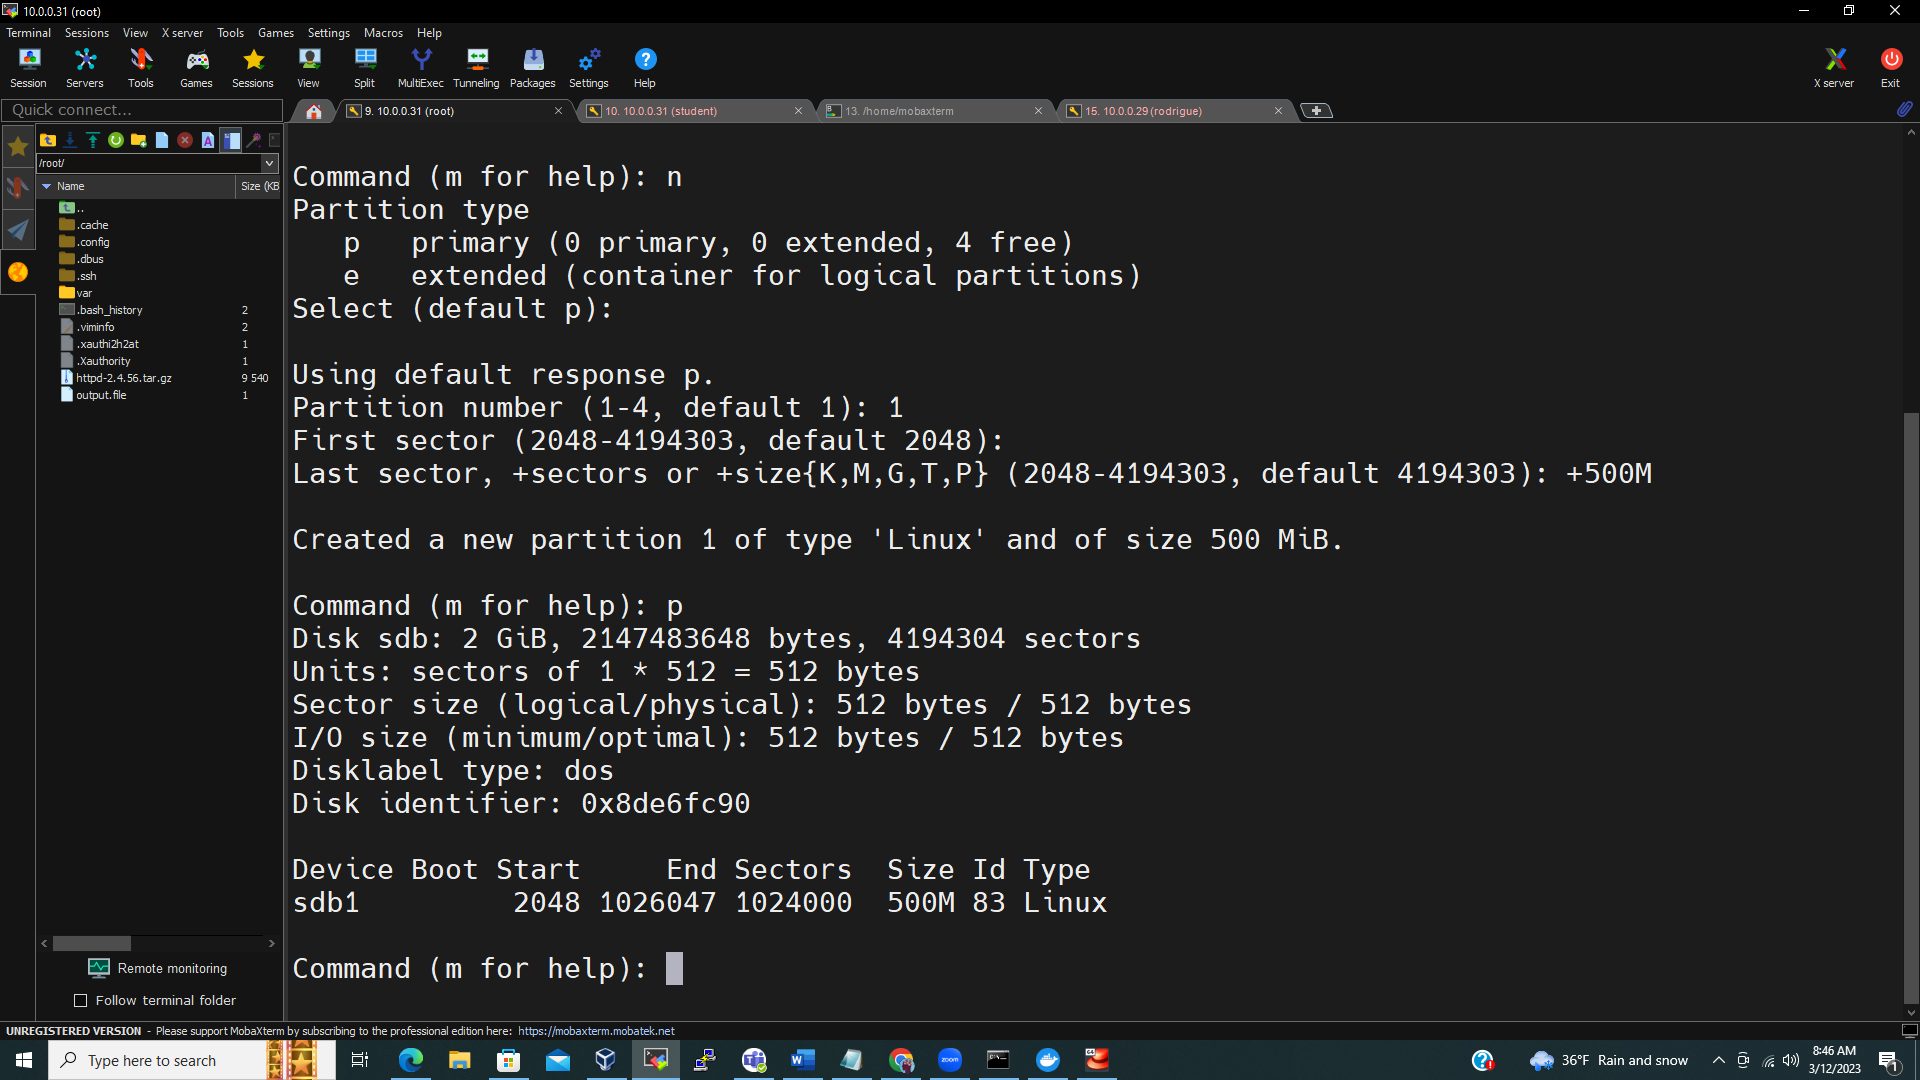 10.0.0.31 (root)
Terminal Sessions View X server Tools Games Settings Macros Help
Session Servers Tools Games Sessions View Split MultiExec Tunneling Packages Settings Help X server Exit
Quick connect...
9. 10.0.0.31 (root)
10. 10.0.0.31 (student)
13. /home/mobaxterm
15. 10.0.0.29 (rodrigue)
/root/
Name Size (KB
..
.cache
.config
.dbus
.ssh
var
.bash_history 2
.viminfo 2
.xauthi2h2at 1
.Xauthority 1
httpd-2.4.56.tar.gz 9 540
output.file 1
Remote monitoring
Follow terminal folder
Command (m for help): n
Partition type
p primary (0 primary, 0 extended, 4 free)
e extended (container for logical partitions)
Select (default p):
Using default response p.
Partition number (1-4, default 1): 1
First sector (2048-4194303, default 2048):
Last sector, +sectors or +size{K,M,G,T,P} (2048-4194303, default 4194303): +500M
Created a new partition 1 of type 'Linux' and of size 500 MiB.
Command (m for help): p
Disk sdb: 2 GiB, 2147483648 bytes, 4194304 sectors
Units: sectors of 1 * 512 = 512 bytes
Sector size (logical/physical): 512 bytes / 512 bytes
I/O size (minimum/optimal): 512 bytes / 512 bytes
Disklabel type: dos
Disk identifier: 0x8de6fc90
Device Boot Start End Sectors Size Id Type
sdb1 2048 1026047 1024000 500M 83 Linux
Command (m for help):
UNREGISTERED VERSION - Please support MobaXterm by subscribing to the professional edition here: https://mobaxterm.mobatek.net
Type here to search
zoom
36°F Rain and snow
8:46 AM
3/12/2023
1